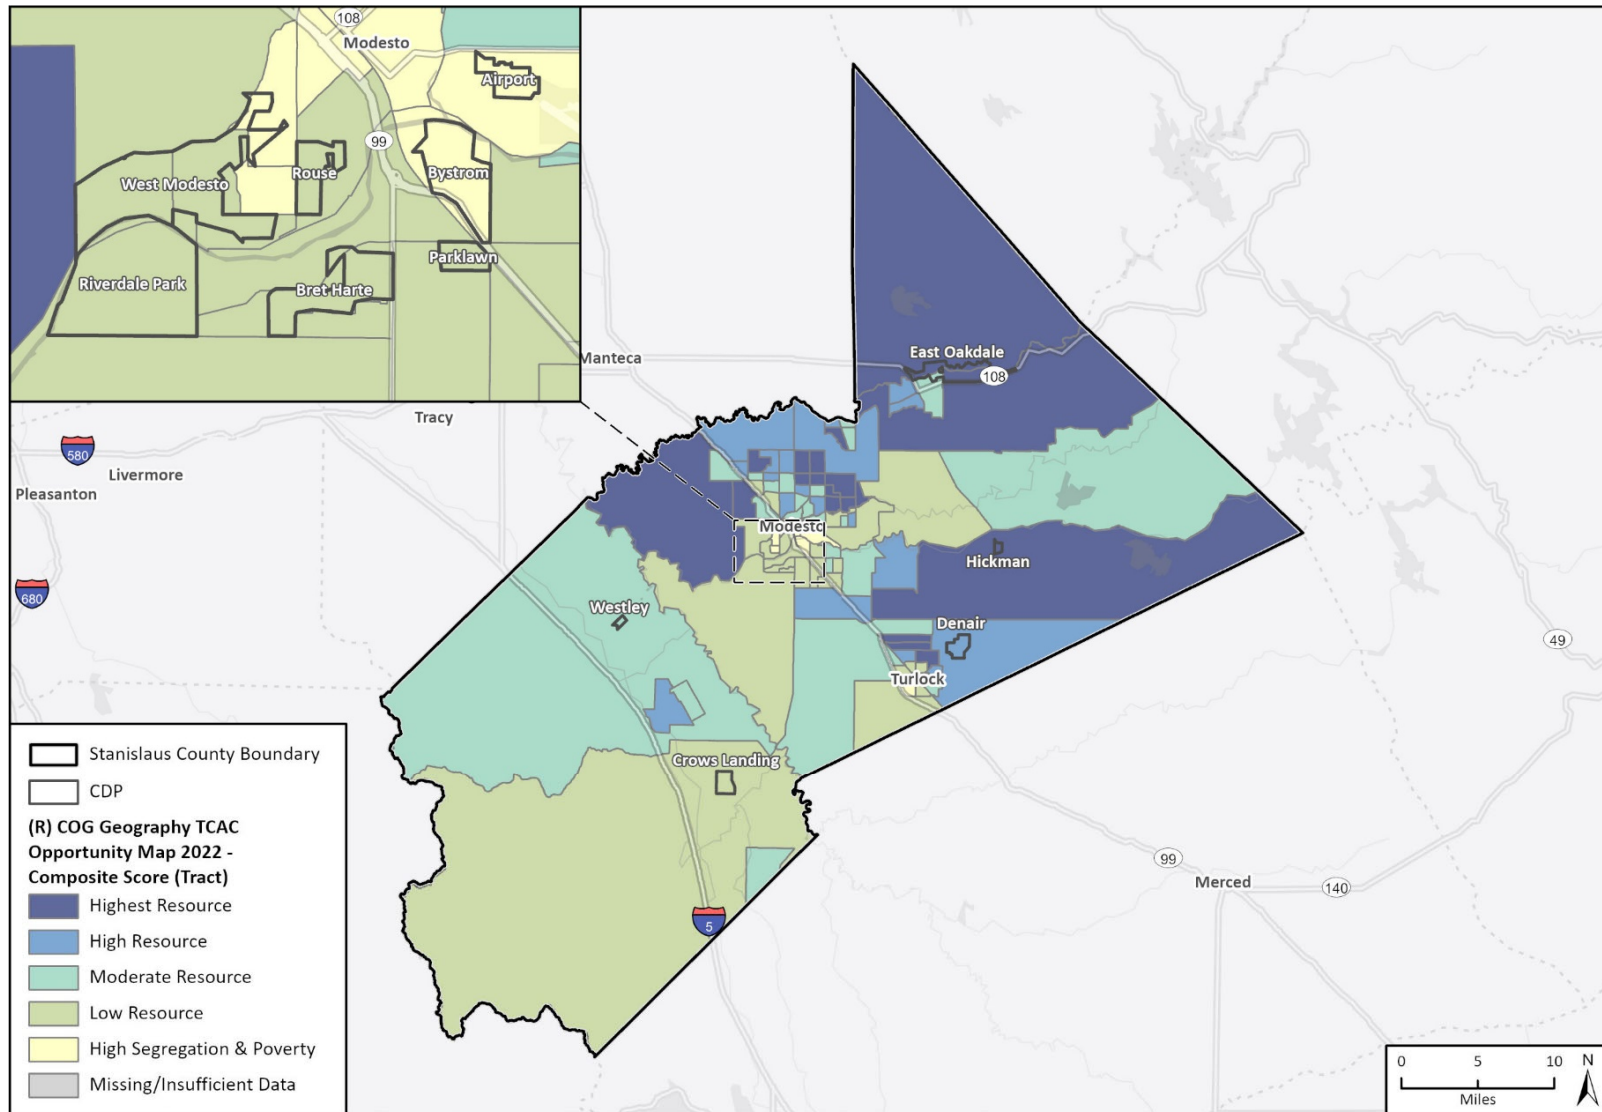 108
Modesto
Airport
99
West Modesto
Rouse
Bystrom
Parklawn
Riverdale Park
Bret Harte
Manteca
East Oakdale
108
Tracy
580
Livermore
Pleasanton
Modesto
Hickman
680
Westley
Denair
49
Turlock
Crows Landing
99
Merced
140
5
Stanislaus County Boundary
CDP
(R) COG Geography TCAC
Opportunity Map 2022 -
Composite Score (Tract)
Highest Resource
High Resource
Moderate Resource
Low Resource
High Segregation & Poverty
Missing/Insufficient Data
0 5 10
Miles
N